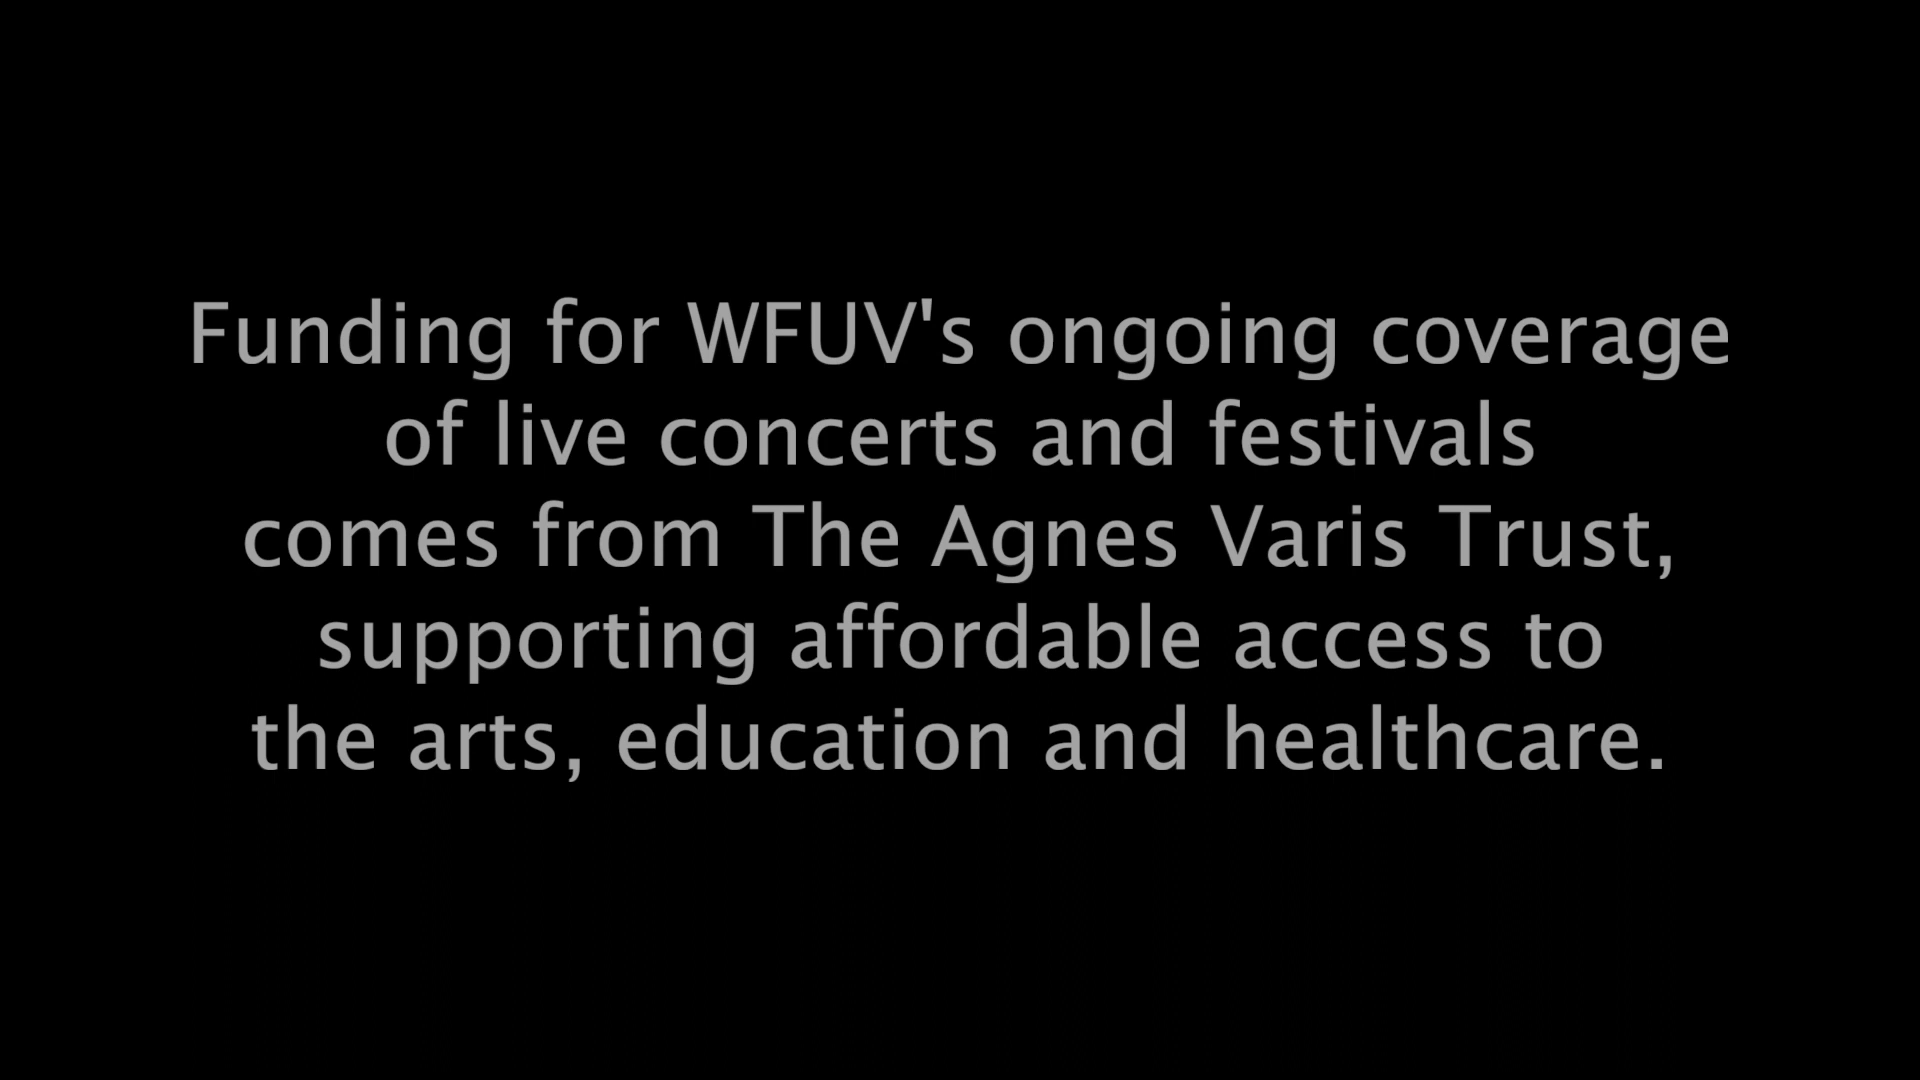 Funding for WFUV's ongoing coverage
of live concerts and festivals
comes from The Agnes Varis Trust,
supporting affordable access to
the arts, education and healthcare.